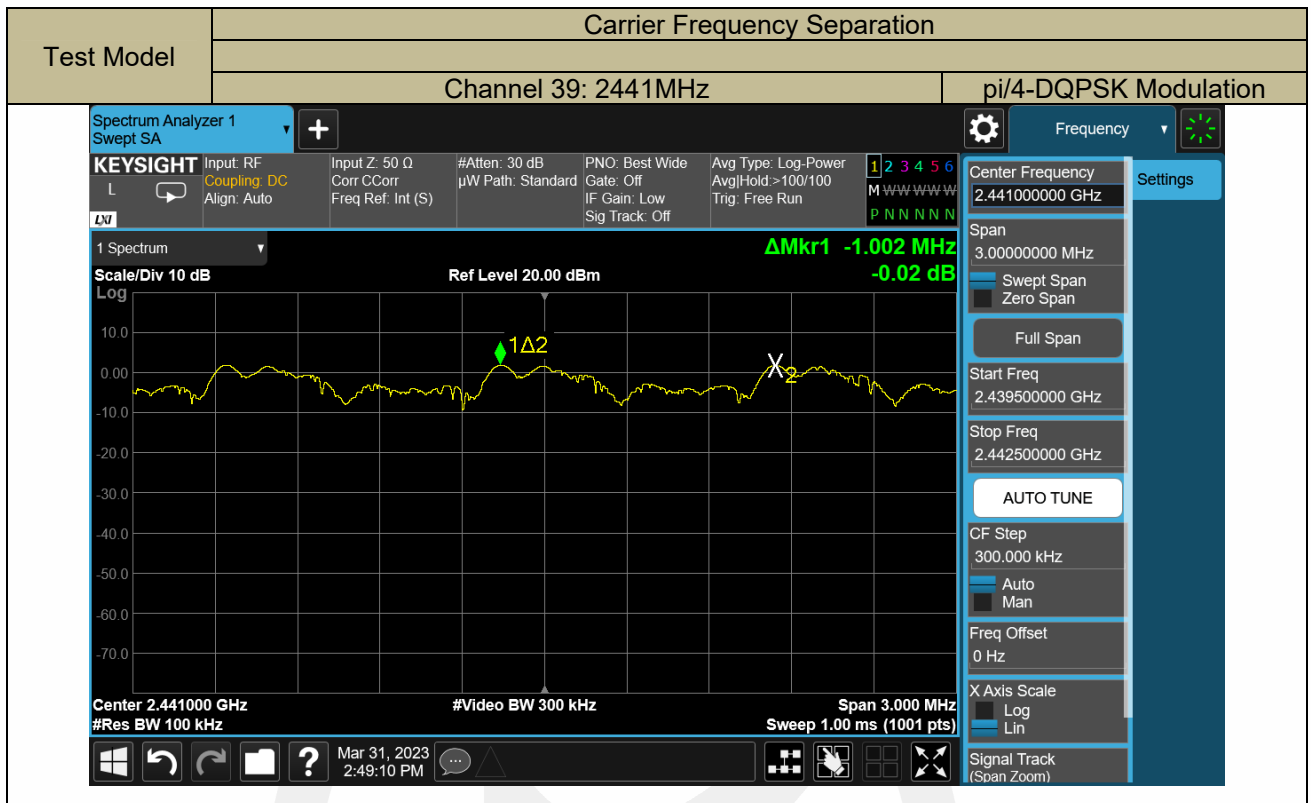 Test Model
Carrier Frequency Separation
Channel 39: 2441MHz
pi/4-DQPSK Modulation
Spectrum Analyzer 1
Swept SA
Frequency
KEYSIGHT
L
LXI
Input: RF
Coupling: DC
Align: Auto
Input Z: 50 Ω
Corr CCorr
Freq Ref: Int (S)
#Atten: 30 dB
µW Path: Standard
PNO: Best Wide
Gate: Off
IF Gain: Low
Sig Track: Off
Avg Type: Log-Power
Avg|Hold:>100/100
Trig: Free Run
1 2 3 4 5 6
M W W W W W
P N N N N N
1 Spectrum
ΔMkr1 -1.002 MHz
-0.02 dB
Scale/Div 10 dB
Ref Level 20.00 dBm
Log
10.0
0.00
-10.0
-20.0
-30.0
-40.0
-50.0
-60.0
-70.0
1Δ2
X2
Center 2.441000 GHz
#Video BW 300 kHz
Span 3.000 MHz
#Res BW 100 kHz
Sweep 1.00 ms (1001 pts)
Center Frequency
2.441000000 GHz
Span
3.00000000 MHz
Swept Span
Zero Span
Full Span
Start Freq
2.439500000 GHz
Stop Freq
2.442500000 GHz
AUTO TUNE
CF Step
300.000 kHz
Auto
Man
Freq Offset
0 Hz
X Axis Scale
Log
Lin
Signal Track
(Span Zoom)
Settings
?
Mar 31, 2023
2:49:10 PM